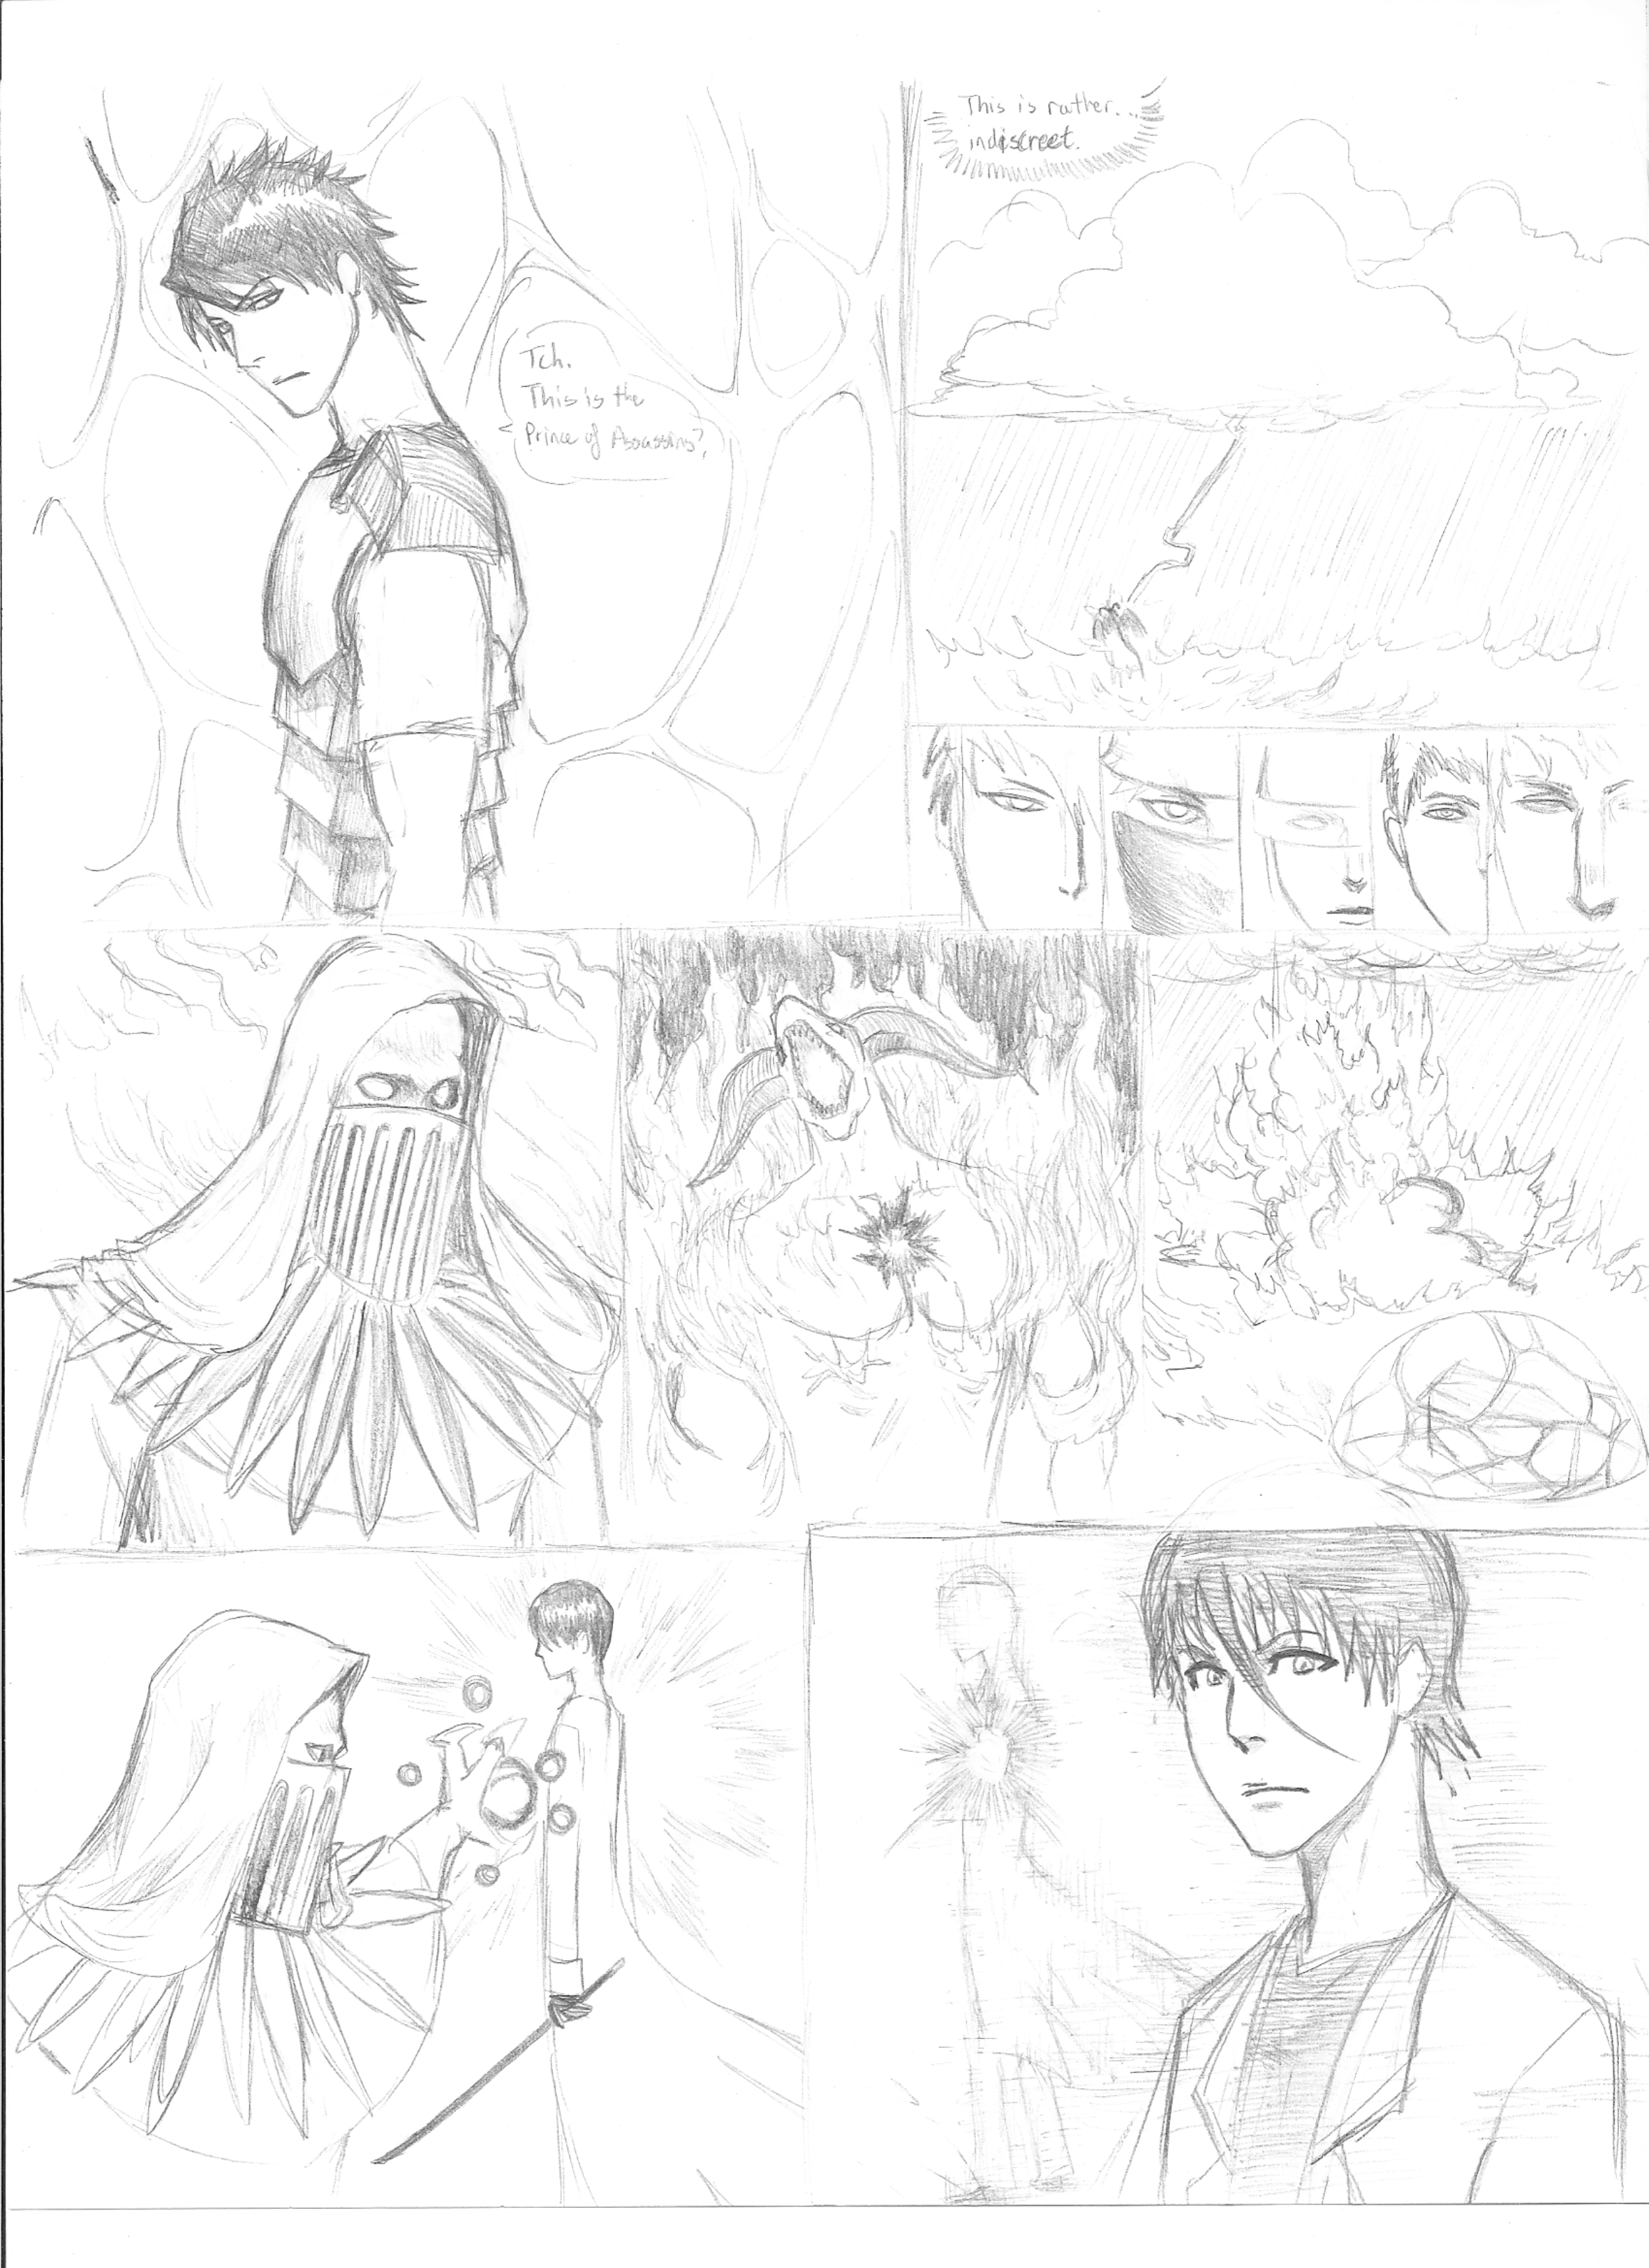 Tch.
This is the
Prince of Assassins?
This is rather...
indiscreet.